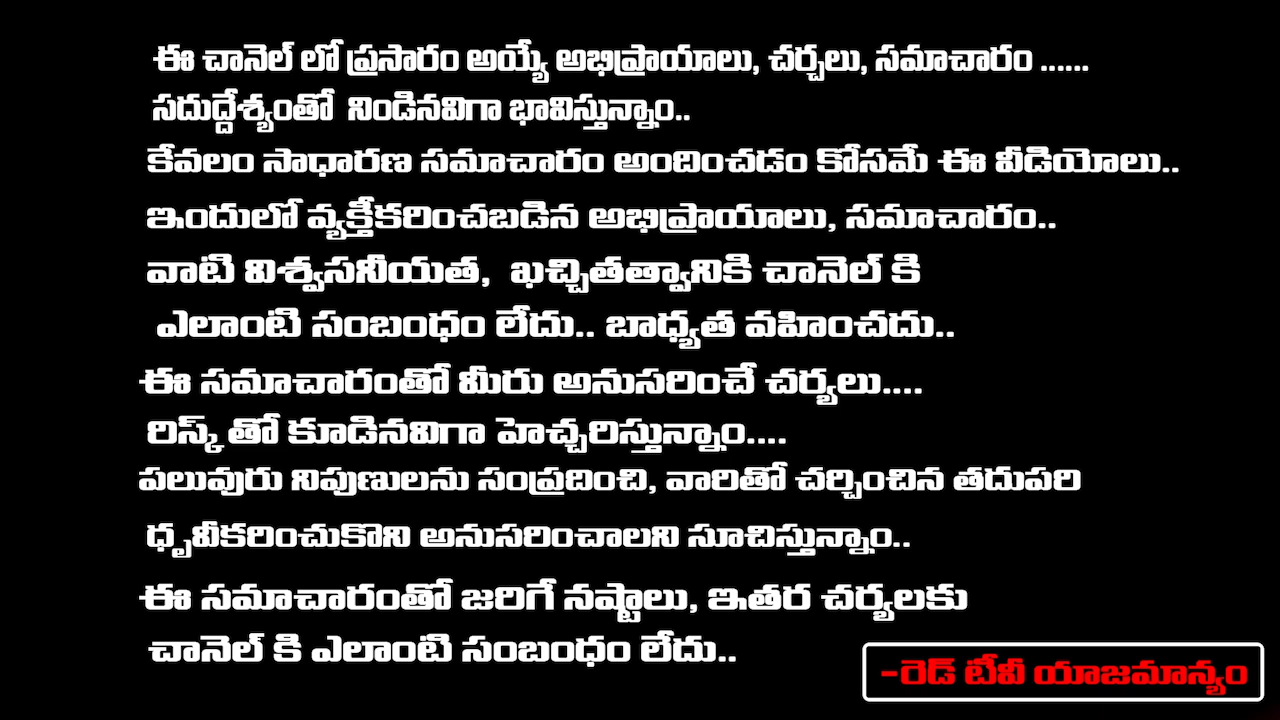 ఈ చానెల్ లో ప్రసారం అయ్యే అభిప్రాయాలు, చర్చలు, సమాచారం ......
సదుద్దేశ్యంతో నిండినవిగా భావిస్తున్నాం..
కేవలం సాధారణ సమాచారం అందించడం కోసమే ఈ వీడియోలు..
ఇందులో వ్యక్తీకరించబడిన అభిప్రాయాలు, సమాచారం..
వాటి విశ్వసనీయత, ఖచ్చితత్వానికి చానెల్ కి
ఎలాంటి సంబంధం లేదు.. బాధ్యత వహించదు..
ఈ సమాచారంతో మీరు అనుసరించే చర్యలు....
రిస్క్ తో కూడినవిగా హెచ్చరిస్తున్నాం....
పలువురు నిపుణులను సంప్రదించి, వారితో చర్చించిన తదుపరి
ధృవీకరించుకొని అనుసరించాలని సూచిస్తున్నాం..
ఈ సమాచారంతో జరిగే నష్టాలు, ఇతర చర్యలకు
చానెల్ కి ఎలాంటి సంబంధం లేదు..
-రెడ్ టీవీ యాజమాన్యం